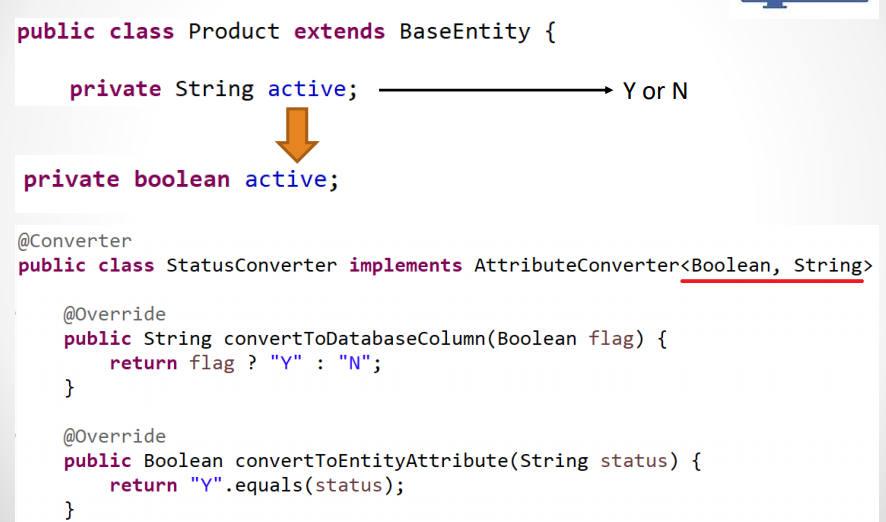 public class Product extends BaseEntity {
private String active;
Y or N
private boolean active;
@Converter
public class StatusConverter implements AttributeConverter<Boolean, String>
@Override
public String convertToDatabaseColumn(Boolean flag) {
return flag ? "Y" : "N";
}
@Override
public Boolean convertToEntityAttribute(String status) {
return "Y".equals(status);
}